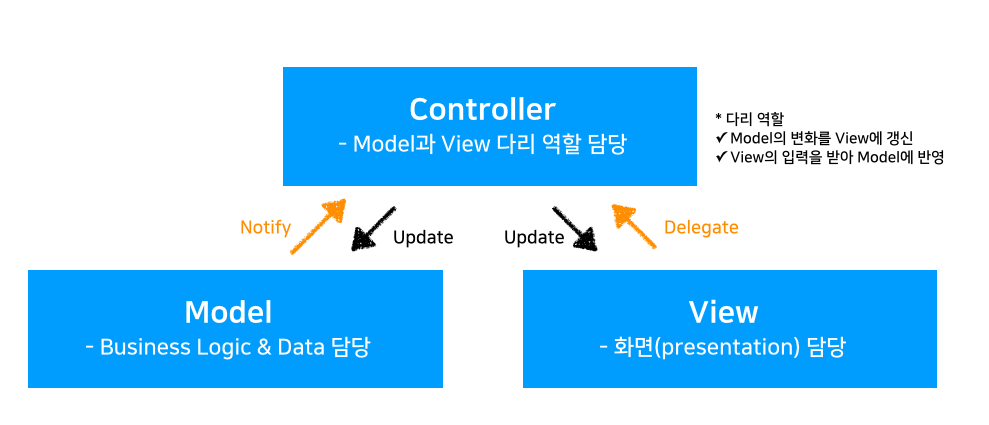 Controller
- Model과 View 다리 역할 담당
* 다리 역할
✓ Model의 변화를 View에 갱신
✓ View의 입력을 받아 Model에 반영
Notify
Update
Update
Delegate
Model
- Business Logic & Data 담당
View
- 화면(presentation) 담당